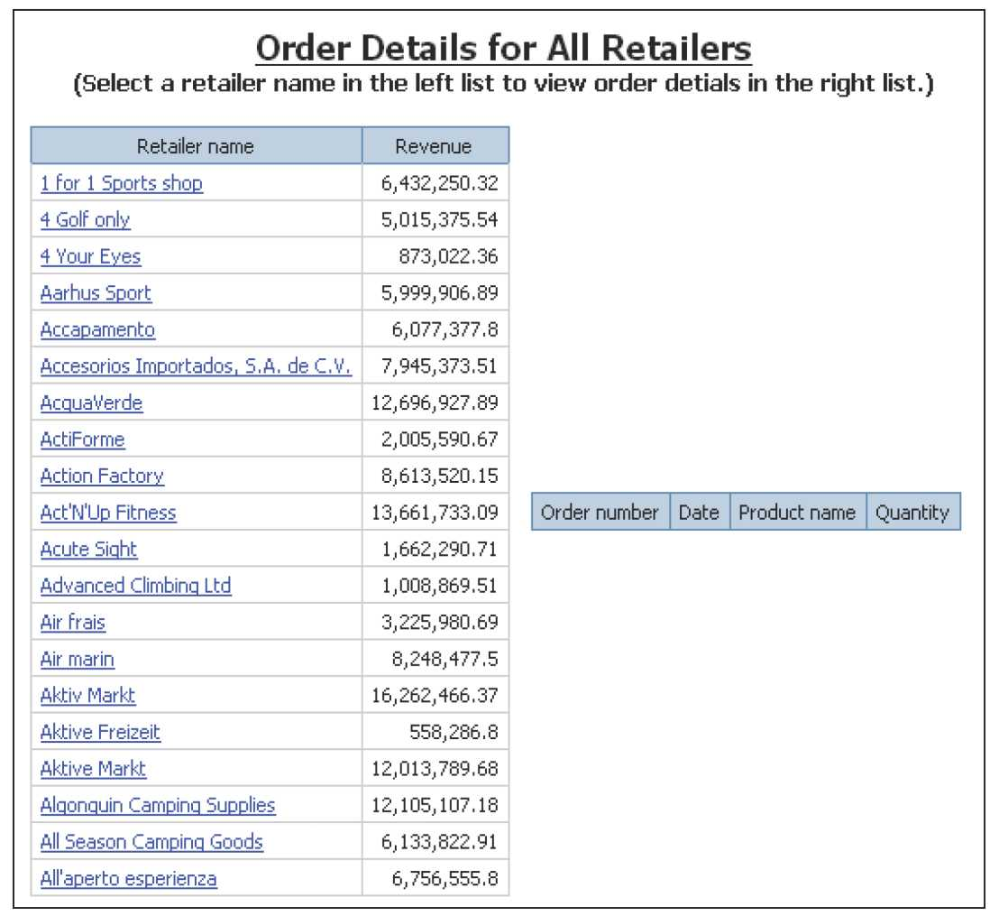 Order Details for All Retailers
(Select a retailer name in the left list to view order detials in the right list.)
Retailer name Revenue
1 for 1 Sports shop 6,432,250.32
4 Golf only 5,015,375.54
4 Your Eyes 873,022.36
Aarhus Sport 5,999,906.89
Accapamento 6,077,377.8
Accesorios Importados, S.A. de C.V. 7,945,373.51
AcquaVerde 12,696,927.89
ActiForme 2,005,590.67
Action Factory 8,613,520.15
Act'N'Up Fitness 13,661,733.09
Acute Sight 1,662,290.71
Advanced Climbing Ltd 1,008,869.51
Air frais 3,225,980.69
Air marin 8,248,477.5
Aktiv Markt 16,262,466.37
Aktive Freizeit 558,286.8
Aktive Markt 12,013,789.68
Algonquin Camping Supplies 12,105,107.18
All Season Camping Goods 6,133,822.91
All'aperto esperienza 6,756,555.8
Order number Date Product name Quantity